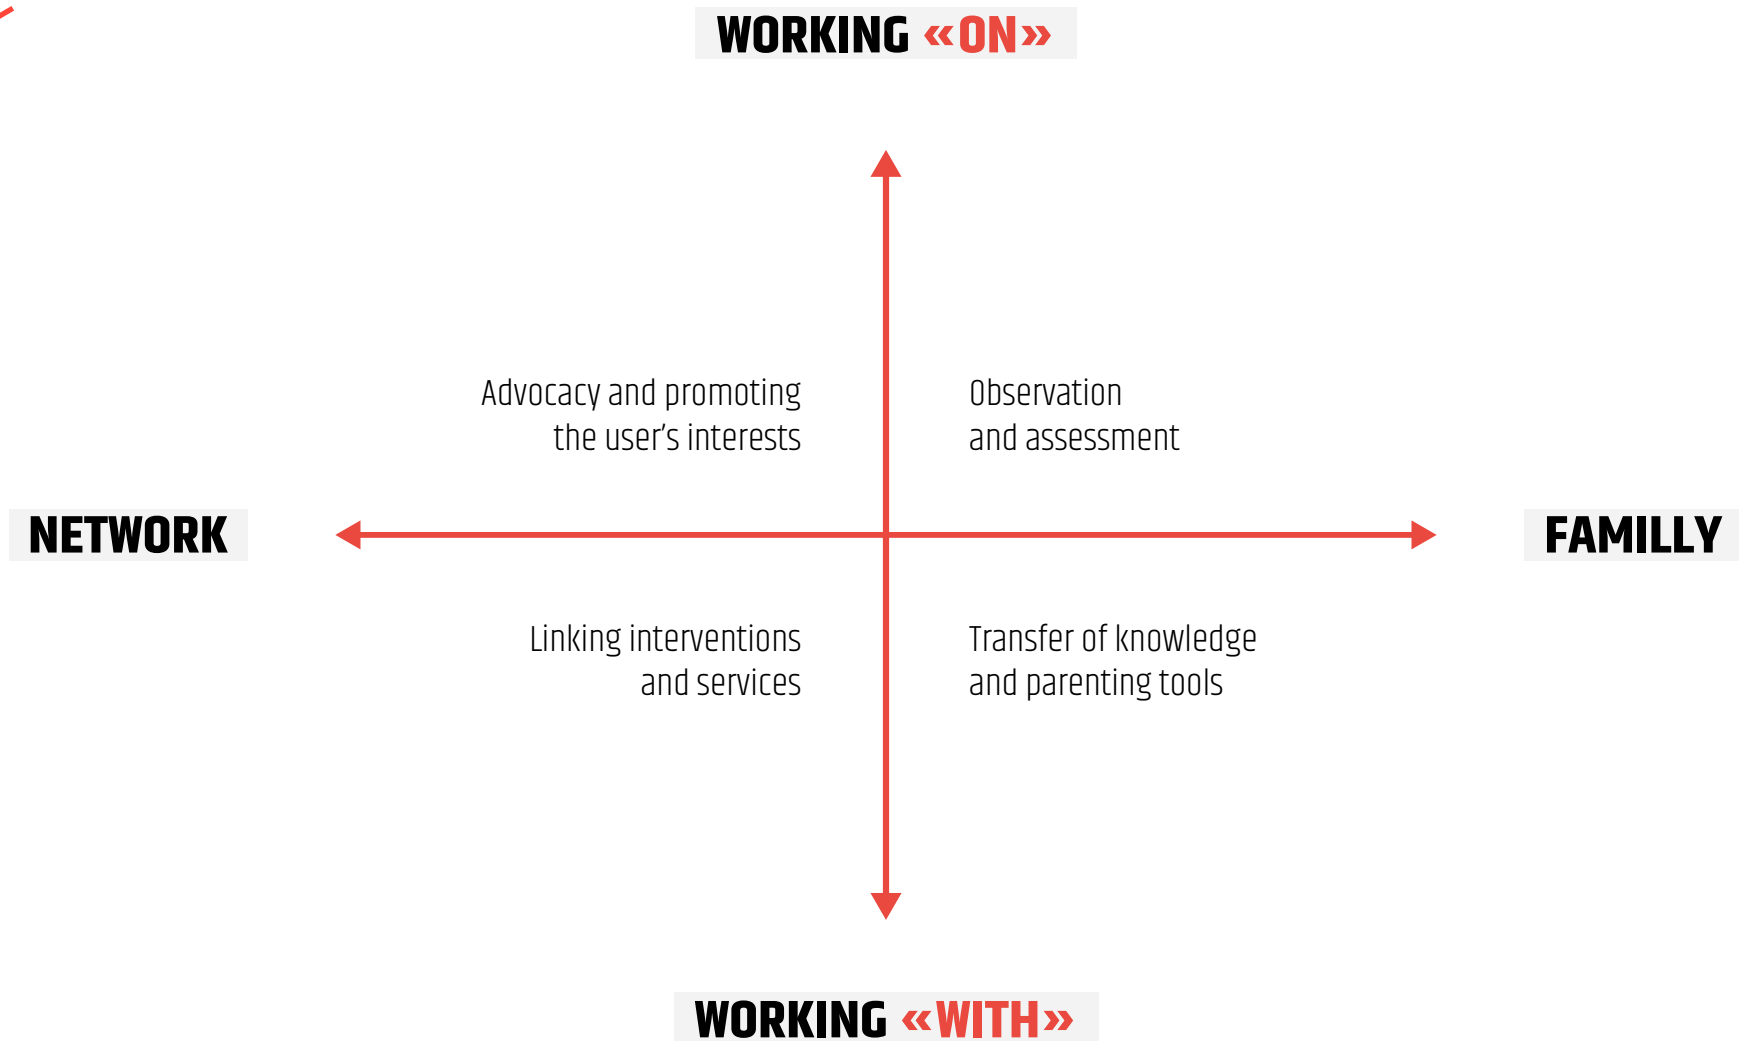 WORKING «ON»
Advocacy and promoting
the user’s interests
Observation
and assessment
NETWORK
FAMILLY
Linking interventions
and services
Transfer of knowledge
and parenting tools
WORKING «WITH»